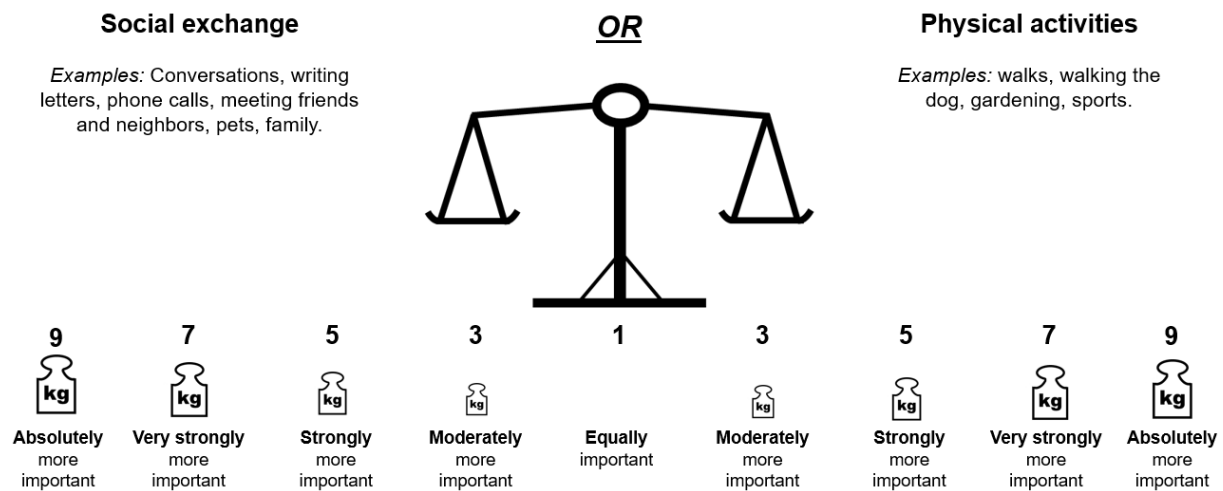 Social exchange
OR
Physical activities
Examples: Conversations, writing
letters, phone calls, meeting friends
and neighbors, pets, family.
Examples: walks, walking the
dog, gardening, sports.
9 7 5 3 1 3 5 7 9
kg kg kg kg kg kg kg kg
Absolutely Very strongly Strongly Moderately Equally Moderately Strongly Very strongly Absolutely
more more more more important more more more more
important important important important important important important important